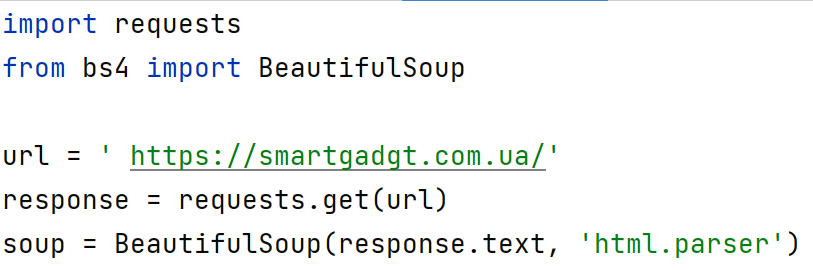 import requests
from bs4 import BeautifulSoup
url = ' https://smartgadgt.com.ua/'
response = requests.get(url)
soup = BeautifulSoup(response.text, 'html.parser')